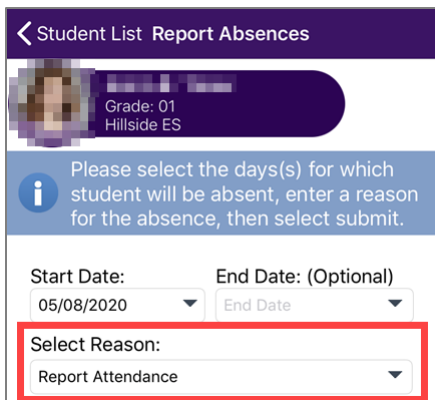 Student List Report Absences
Grade: 01
Hillside ES
Please select the days(s) for which
student will be absent, enter a reason
for the absence, then select submit.
Start Date: End Date: (Optional)
05/08/2020 End Date
Select Reason:
Report Attendance